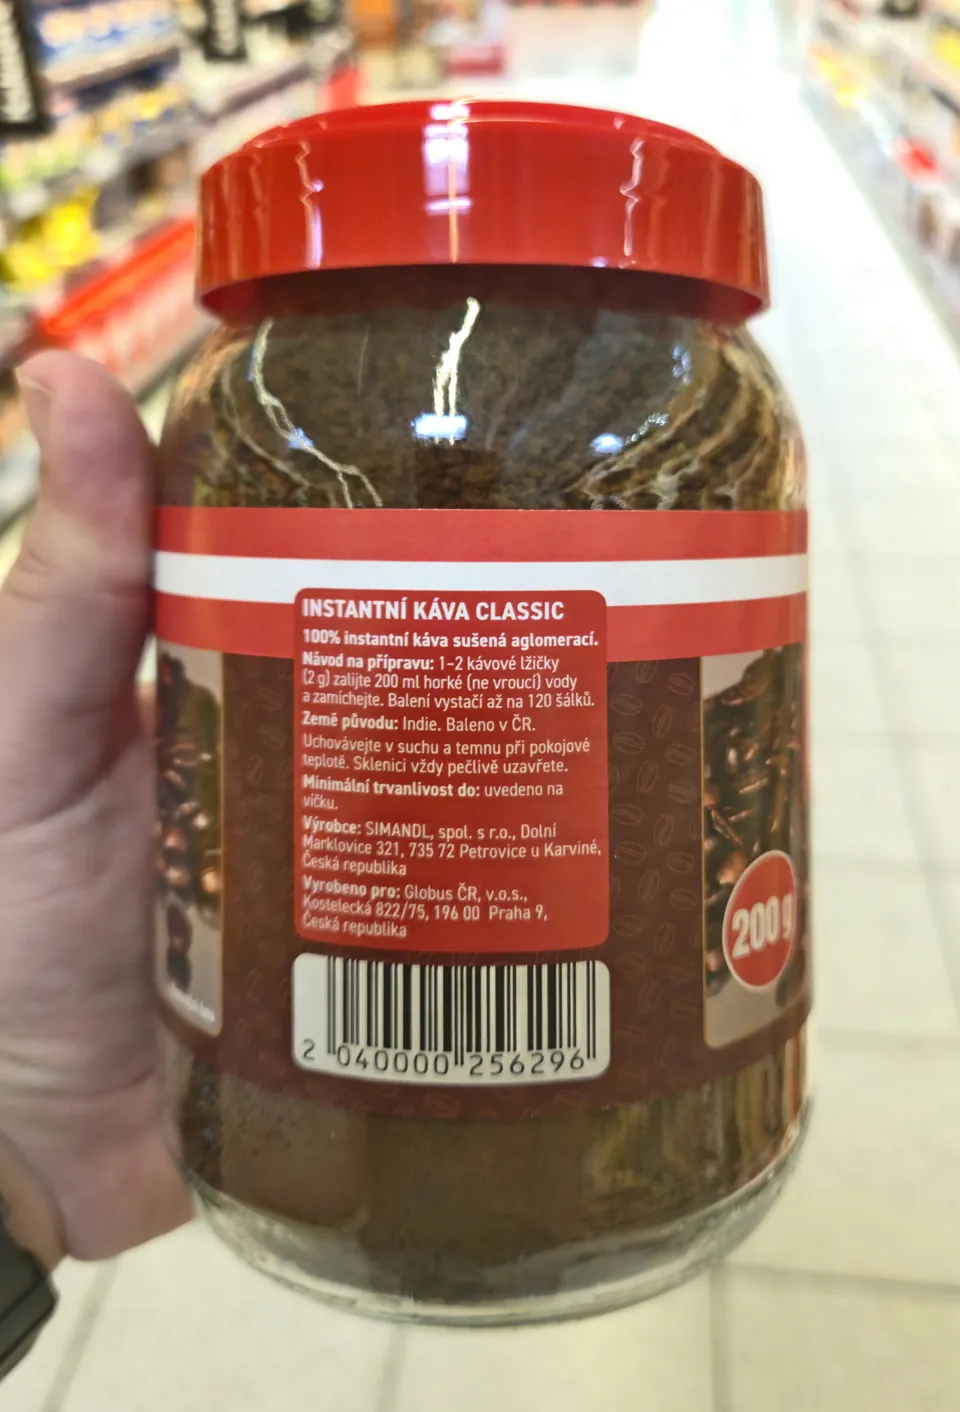 INSTANTNÍ KÁVA CLASSIC
100% instantní káva sušená aglomerací.
Návod na přípravu: 1–2 kávové lžičky
(2 g) zalijte 200 ml horké (ne vroucí) vody
a zamíchejte. Balení vystačí až na 120 šálků.
Země původu: Indie. Baleno v ČR.
Uchovávejte v suchu a temnu při pokojové
teplotě. Sklenici vždy pečlivě uzavřete.
Minimální trvanlivost do: uvedeno na
víčku.
Výrobce: SIMANDL, spol. s r.o., Dolní
Marklovice 321, 735 72 Petrovice u Karviné,
Česká republika
Vyrobeno pro: Globus ČR, v.o.s.,
Kostelecká 822/75, 196 00 Praha 9,
Česká republika
200 g
2 040000 256296